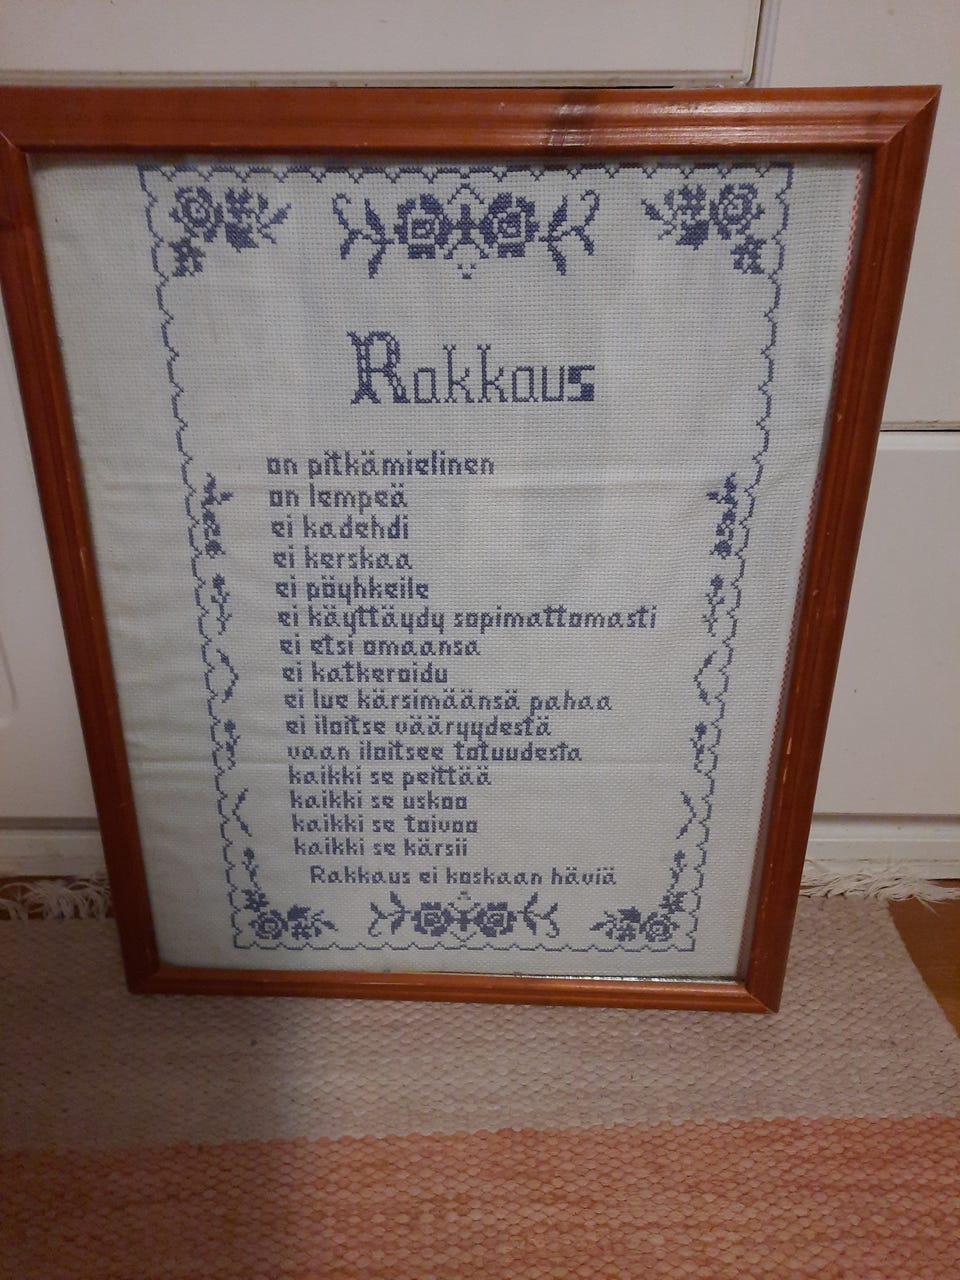 Rakkaus
on pitkämielinen
on lempeä
ei kadehdi
ei kerskaa
ei pöyhkeile
ei käyttäydy sopimattomasti
ei etsi omaansa
ei katkeroidu
ei lue kärsimäänsä pahaa
ei iloitse vääryydestä
vaan iloitsee totuudesta
kaikki se peittää
kaikki se uskoo
kaikki se toivoo
kaikki se kärsii
Rakkaus ei koskaan häviä